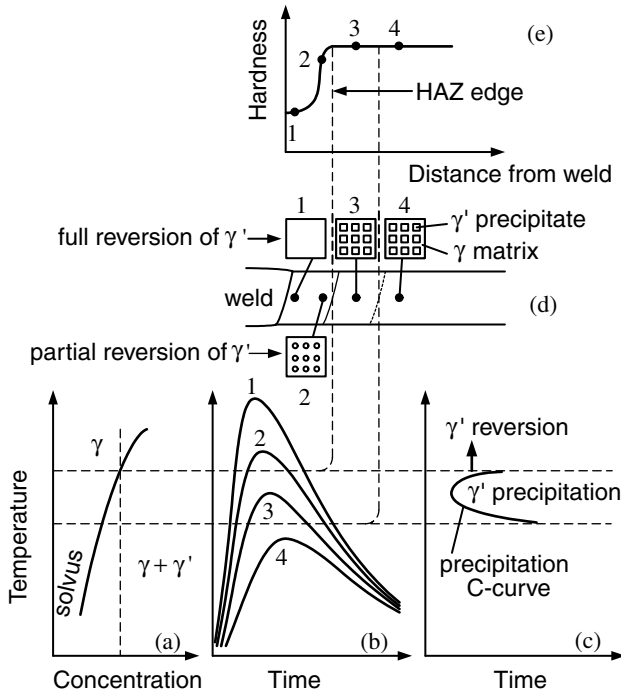 Hardness
1
2
3
4
(e)
HAZ edge
Distance from weld
1
3
4
full reversion of γ'
γ' precipitate
γ matrix
weld
(d)
partial reversion of γ'
2
Temperature
γ
solvus
γ + γ'
(a)
Concentration
1
2
3
4
(b)
Time
γ' reversion
γ' precipitation
precipitation
C-curve
(c)
Time